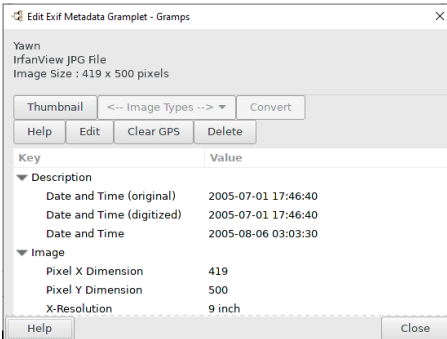 Edit Exif Metadata Gramplet - Gramps
Yawn
IrfanView JPG File
Image Size : 419 x 500 pixels
Thumbnail <-- Image Types --> Convert
Help Edit Clear GPS Delete
Key Value
Description
Date and Time (original) 2005-07-01 17:46:40
Date and Time (digitized) 2005-07-01 17:46:40
Date and Time 2005-08-06 03:03:30
Image
Pixel X Dimension 419
Pixel Y Dimension 500
X-Resolution 9 inch
Help Close